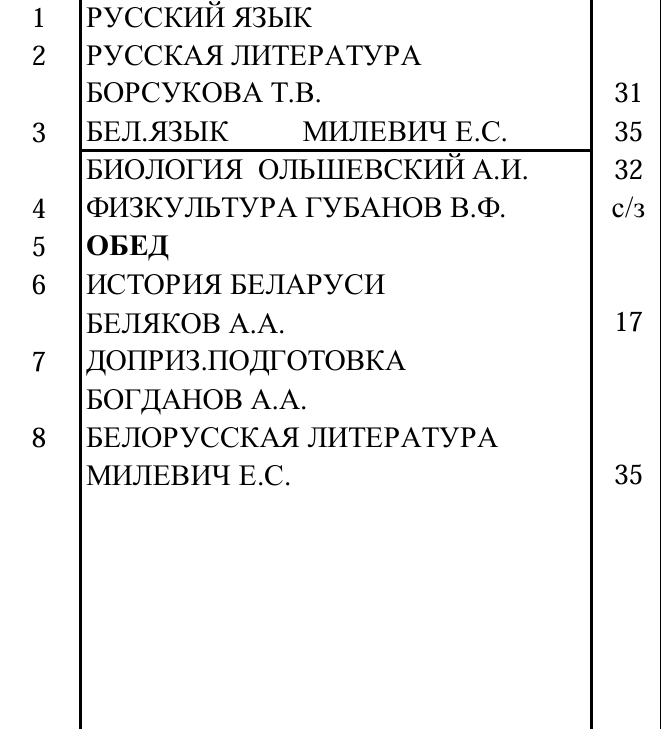 1 РУССКИЙ ЯЗЫК
2 РУССКАЯ ЛИТЕРАТУРА
БОРСУКОВА Т.В. 31
3 БЕЛ.ЯЗЫК МИЛЕВИЧ Е.С. 35
БИОЛОГИЯ ОЛЬШЕВСКИЙ А.И. 32
4 ФИЗКУЛЬТУРА ГУБАНОВ В.Ф. с/з
5 ОБЕД
6 ИСТОРИЯ БЕЛАРУСИ
БЕЛЯКОВ А.А. 17
7 ДОПРИЗ.ПОДГОТОВКА
БОГДАНОВ А.А.
8 БЕЛОРУССКАЯ ЛИТЕРАТУРА
МИЛЕВИЧ Е.С. 35